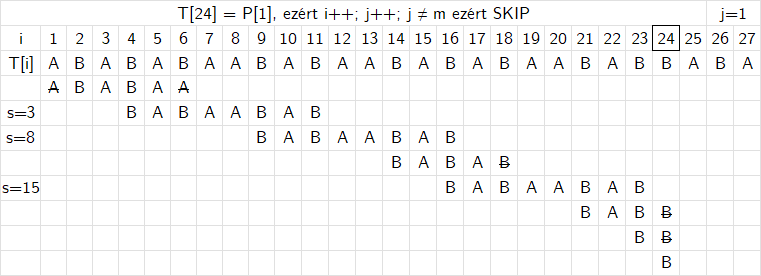 T[24] = P[1], ezért i++; j++; j ≠ m ezért SKIP j=1
i 1 2 3 4 5 6 7 8 9 10 11 12 13 14 15 16 17 18 19 20 21 22 23 24 25 26 27
T[i] A B A B A B A A B A B A A B A B A B A A B A B B A B A
A B A B A A
s=3 B A B A A B A B
s=8 B A B A A B A B
B A B A B
s=15 B A B A A B A B
B A B B
B B
B